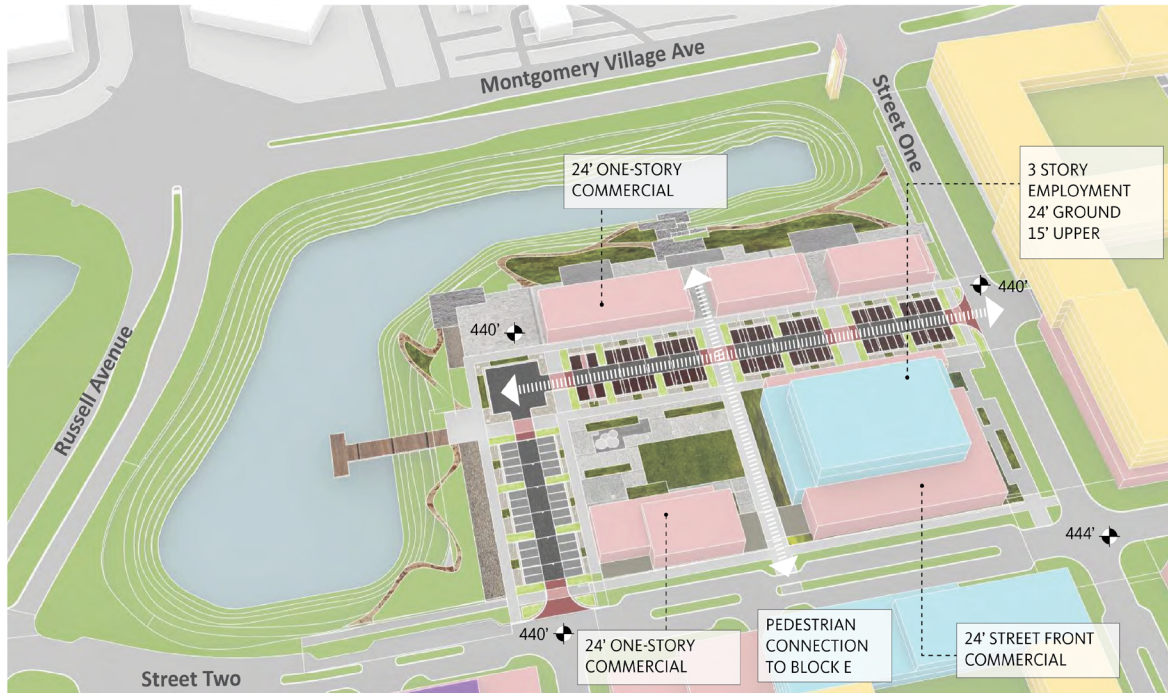 Montgomery Village Ave
Street One
24' ONE-STORY
COMMERCIAL
3 STORY
EMPLOYMENT
24' GROUND
15' UPPER
440'
440'
Russell Avenue
444'
440'
24' ONE-STORY
COMMERCIAL
PEDESTRIAN
CONNECTION
TO BLOCK E
24' STREET FRONT
COMMERCIAL
Street Two